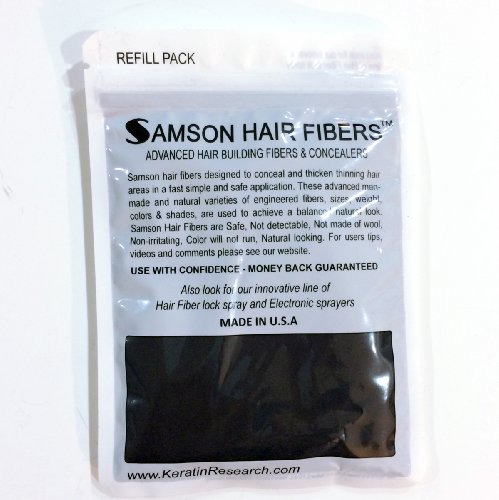 REFILL PACK
SAMSON HAIR FIBERS™
ADVANCED HAIR BUILDING FIBERS & CONCEALERS
Samson hair fibers designed to conceal and thicken thinning hair
areas in a fast simple and safe application. These advanced men-
made and natural varieties of engineered fibers, sizes, weight,
colors & shades, are used to achieve a balance / natural look.
Samson Hair Fibers are Safe, Not detectable, Not made of wool,
Non-irritating, Color will not run, Natural looking. For users tips,
videos and comments please see our website.
USE WITH CONFIDENCE - MONEY BACK GUARANTEED
Also look for our innovative line of
Hair Fiber lock spray and Electronic sprayers
MADE IN U.S.A
www.KeratinResearch.com